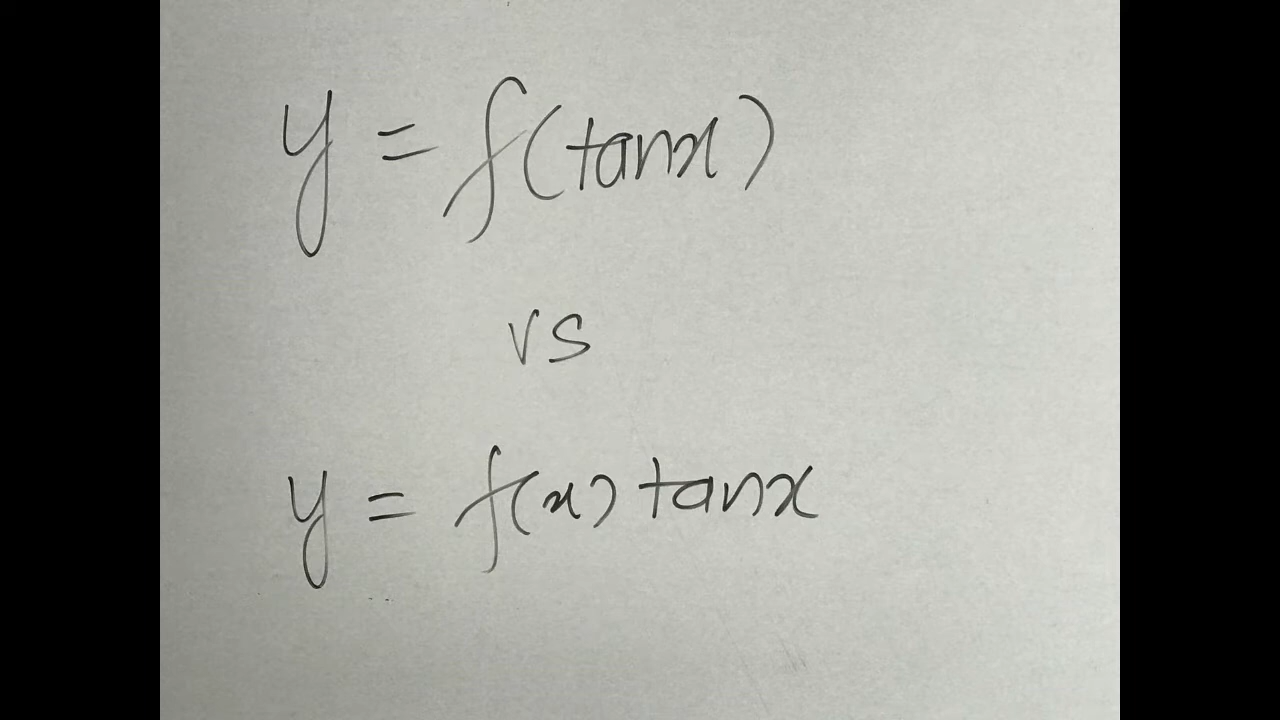 y = f(tanx)
vs
y = f(x) tanx